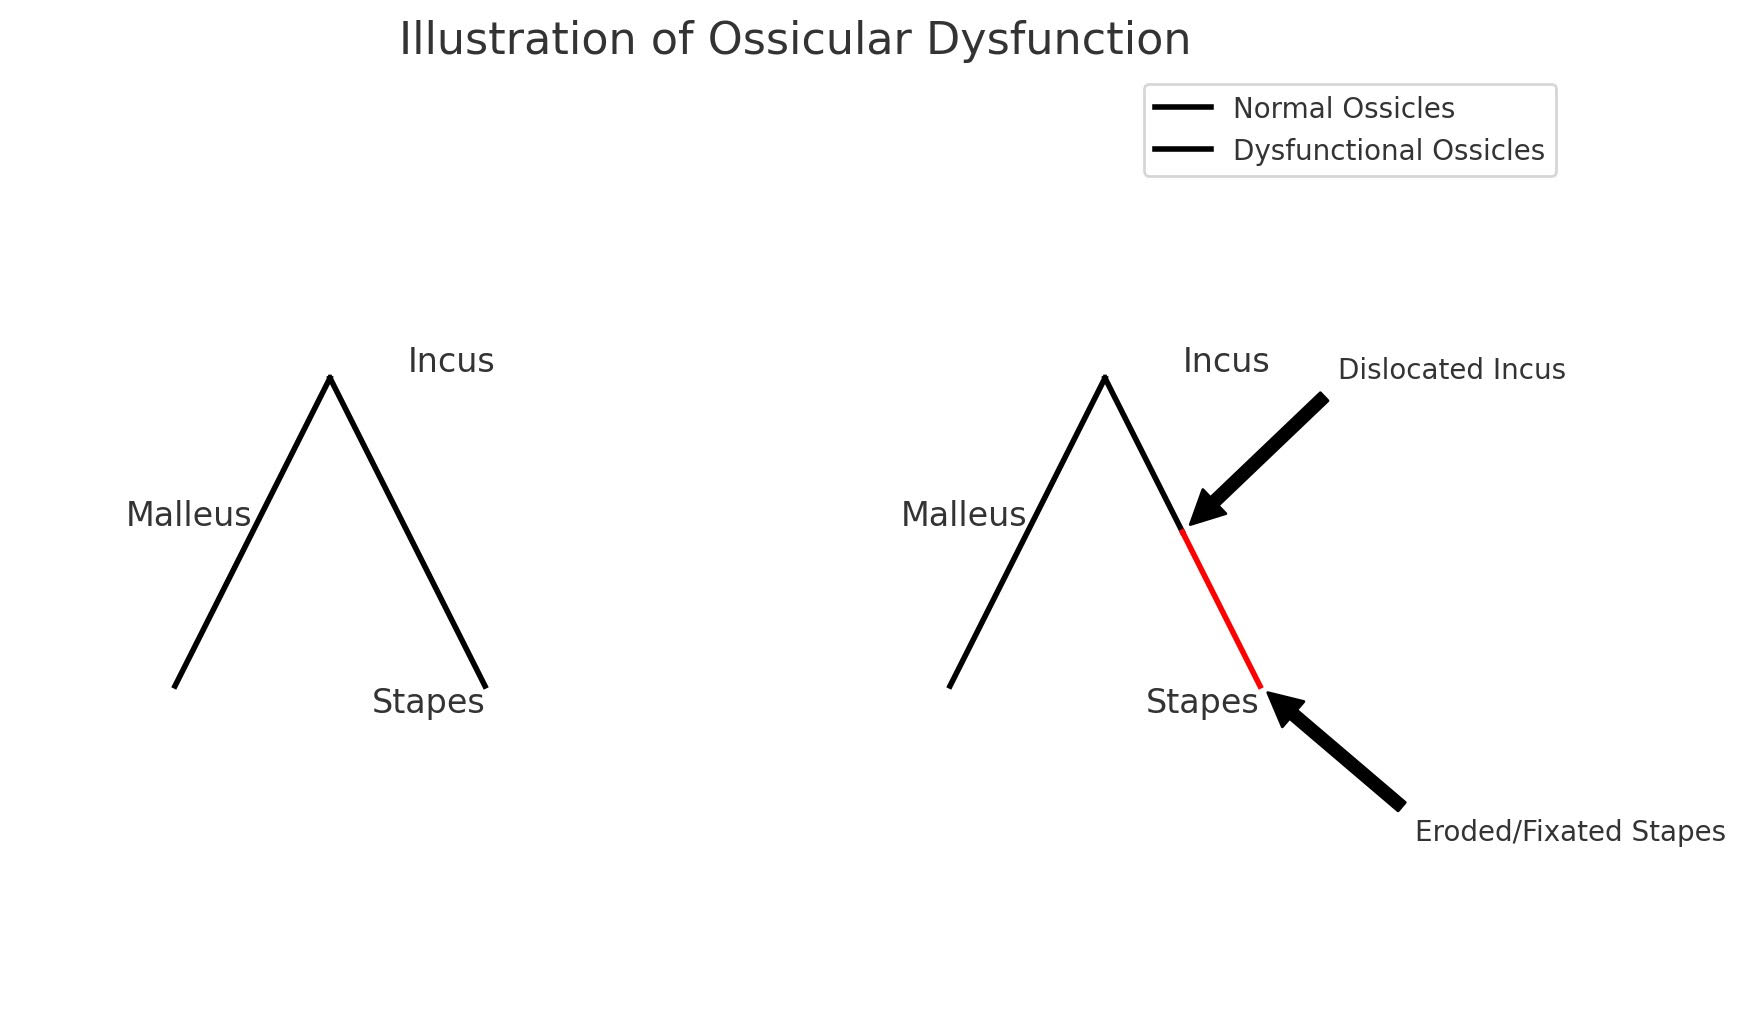 Illustration of Ossicular Dysfunction
Normal Ossicles
Dysfunctional Ossicles
Incus
Malleus
Stapes
Incus
Dislocated Incus
Malleus
Stapes
Eroded/Fixated Stapes